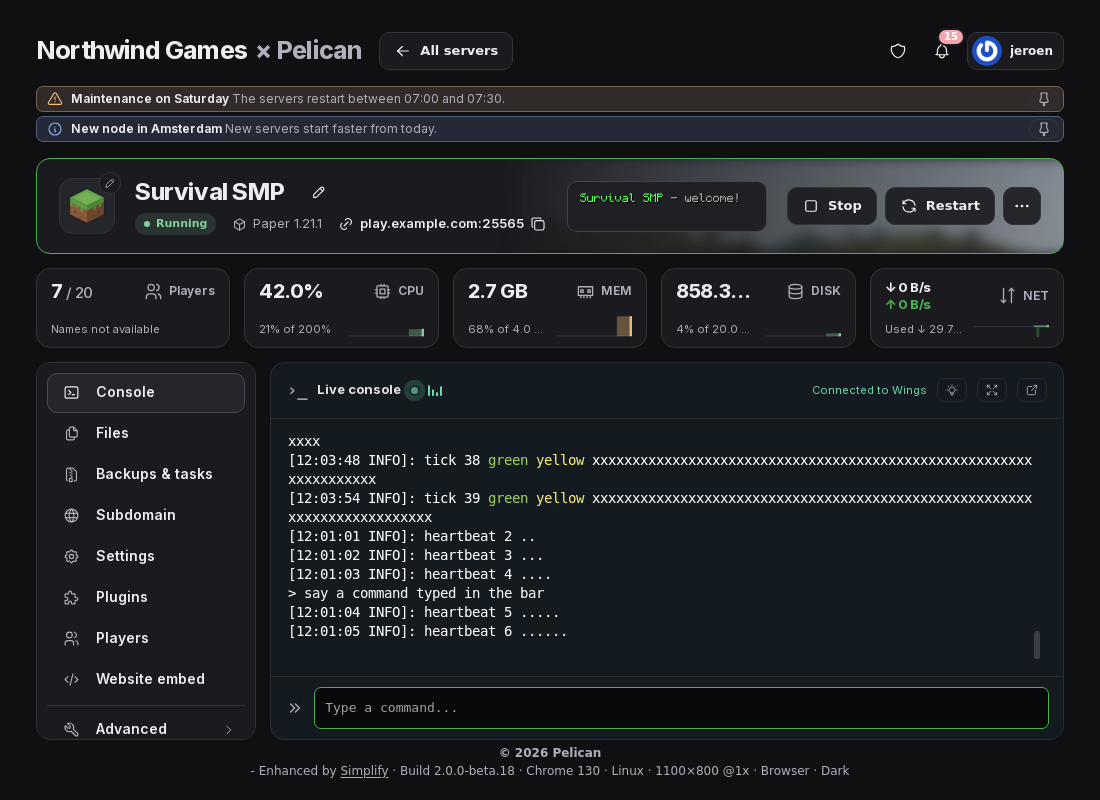 Northwind Games × Pelican
All servers
15
jeroen
Maintenance on Saturday The servers restart between 07:00 and 07:30.
New node in Amsterdam New servers start faster from today.
Survival SMP
Running
Paper 1.21.1
play.example.com:25565
Survival SMP – welcome!
Stop
Restart
7 / 20
Players
Names not available
42.0%
CPU
21% of 200%
2.7 GB
MEM
68% of 4.0 ...
858.3...
DISK
4% of 20.0 ...
↓ 0 B/s
↑ 0 B/s
NET
Used ↓ 29.7...
Console
Files
Backups & tasks
Subdomain
Settings
Plugins
Players
Website embed
Advanced
Live console
Connected to Wings
xxxx
[12:03:48 INFO]: tick 38 green yellow xxxxxxxxxxxxxxxxxxxxxxxxxxxxxxxxxxxxxxxxxxxxxxxxxxxxxxx
xxxxxxxxxxx
[12:03:54 INFO]: tick 39 green yellow xxxxxxxxxxxxxxxxxxxxxxxxxxxxxxxxxxxxxxxxxxxxxxxxxxxxxxx
xxxxxxxxxxxxxxxxxx
[12:01:01 INFO]: heartbeat 2 ..
[12:01:02 INFO]: heartbeat 3 ...
[12:01:03 INFO]: heartbeat 4 ....
> say a command typed in the bar
[12:01:04 INFO]: heartbeat 5 .....
[12:01:05 INFO]: heartbeat 6 ......
Type a command...
© 2026 Pelican
- Enhanced by Simplify · Build 2.0.0-beta.18 · Chrome 130 · Linux · 1100×800 @1x · Browser · Dark